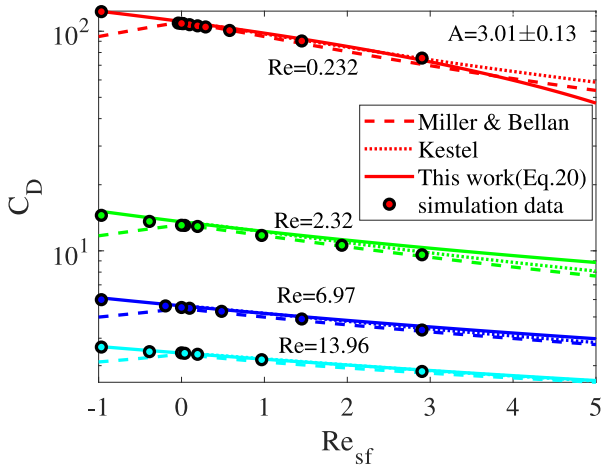 10²
A=3.01±0.13
Re=0.232
Miller & Bellan
Kestel
This work(Eq.20)
simulation data
C_D
Re=2.32
10¹
Re=6.97
Re=13.96
-1 0 1 2 3 4 5
Re_sf